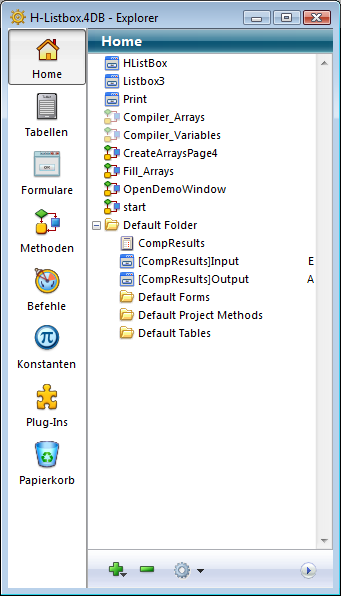 H-Listbox.4DB - Explorer
Home
Tabellen
Formulare
Methoden
Befehle
Konstanten
Plug-Ins
Papierkorb
Home
HListBox
Listbox3
Print
Compiler_Arrays
Compiler_Variables
CreateArraysPage4
Fill_Arrays
OpenDemoWindow
start
Default Folder
CompResults
[CompResults]Input E
[CompResults]Output A
Default Forms
Default Project Methods
Default Tables